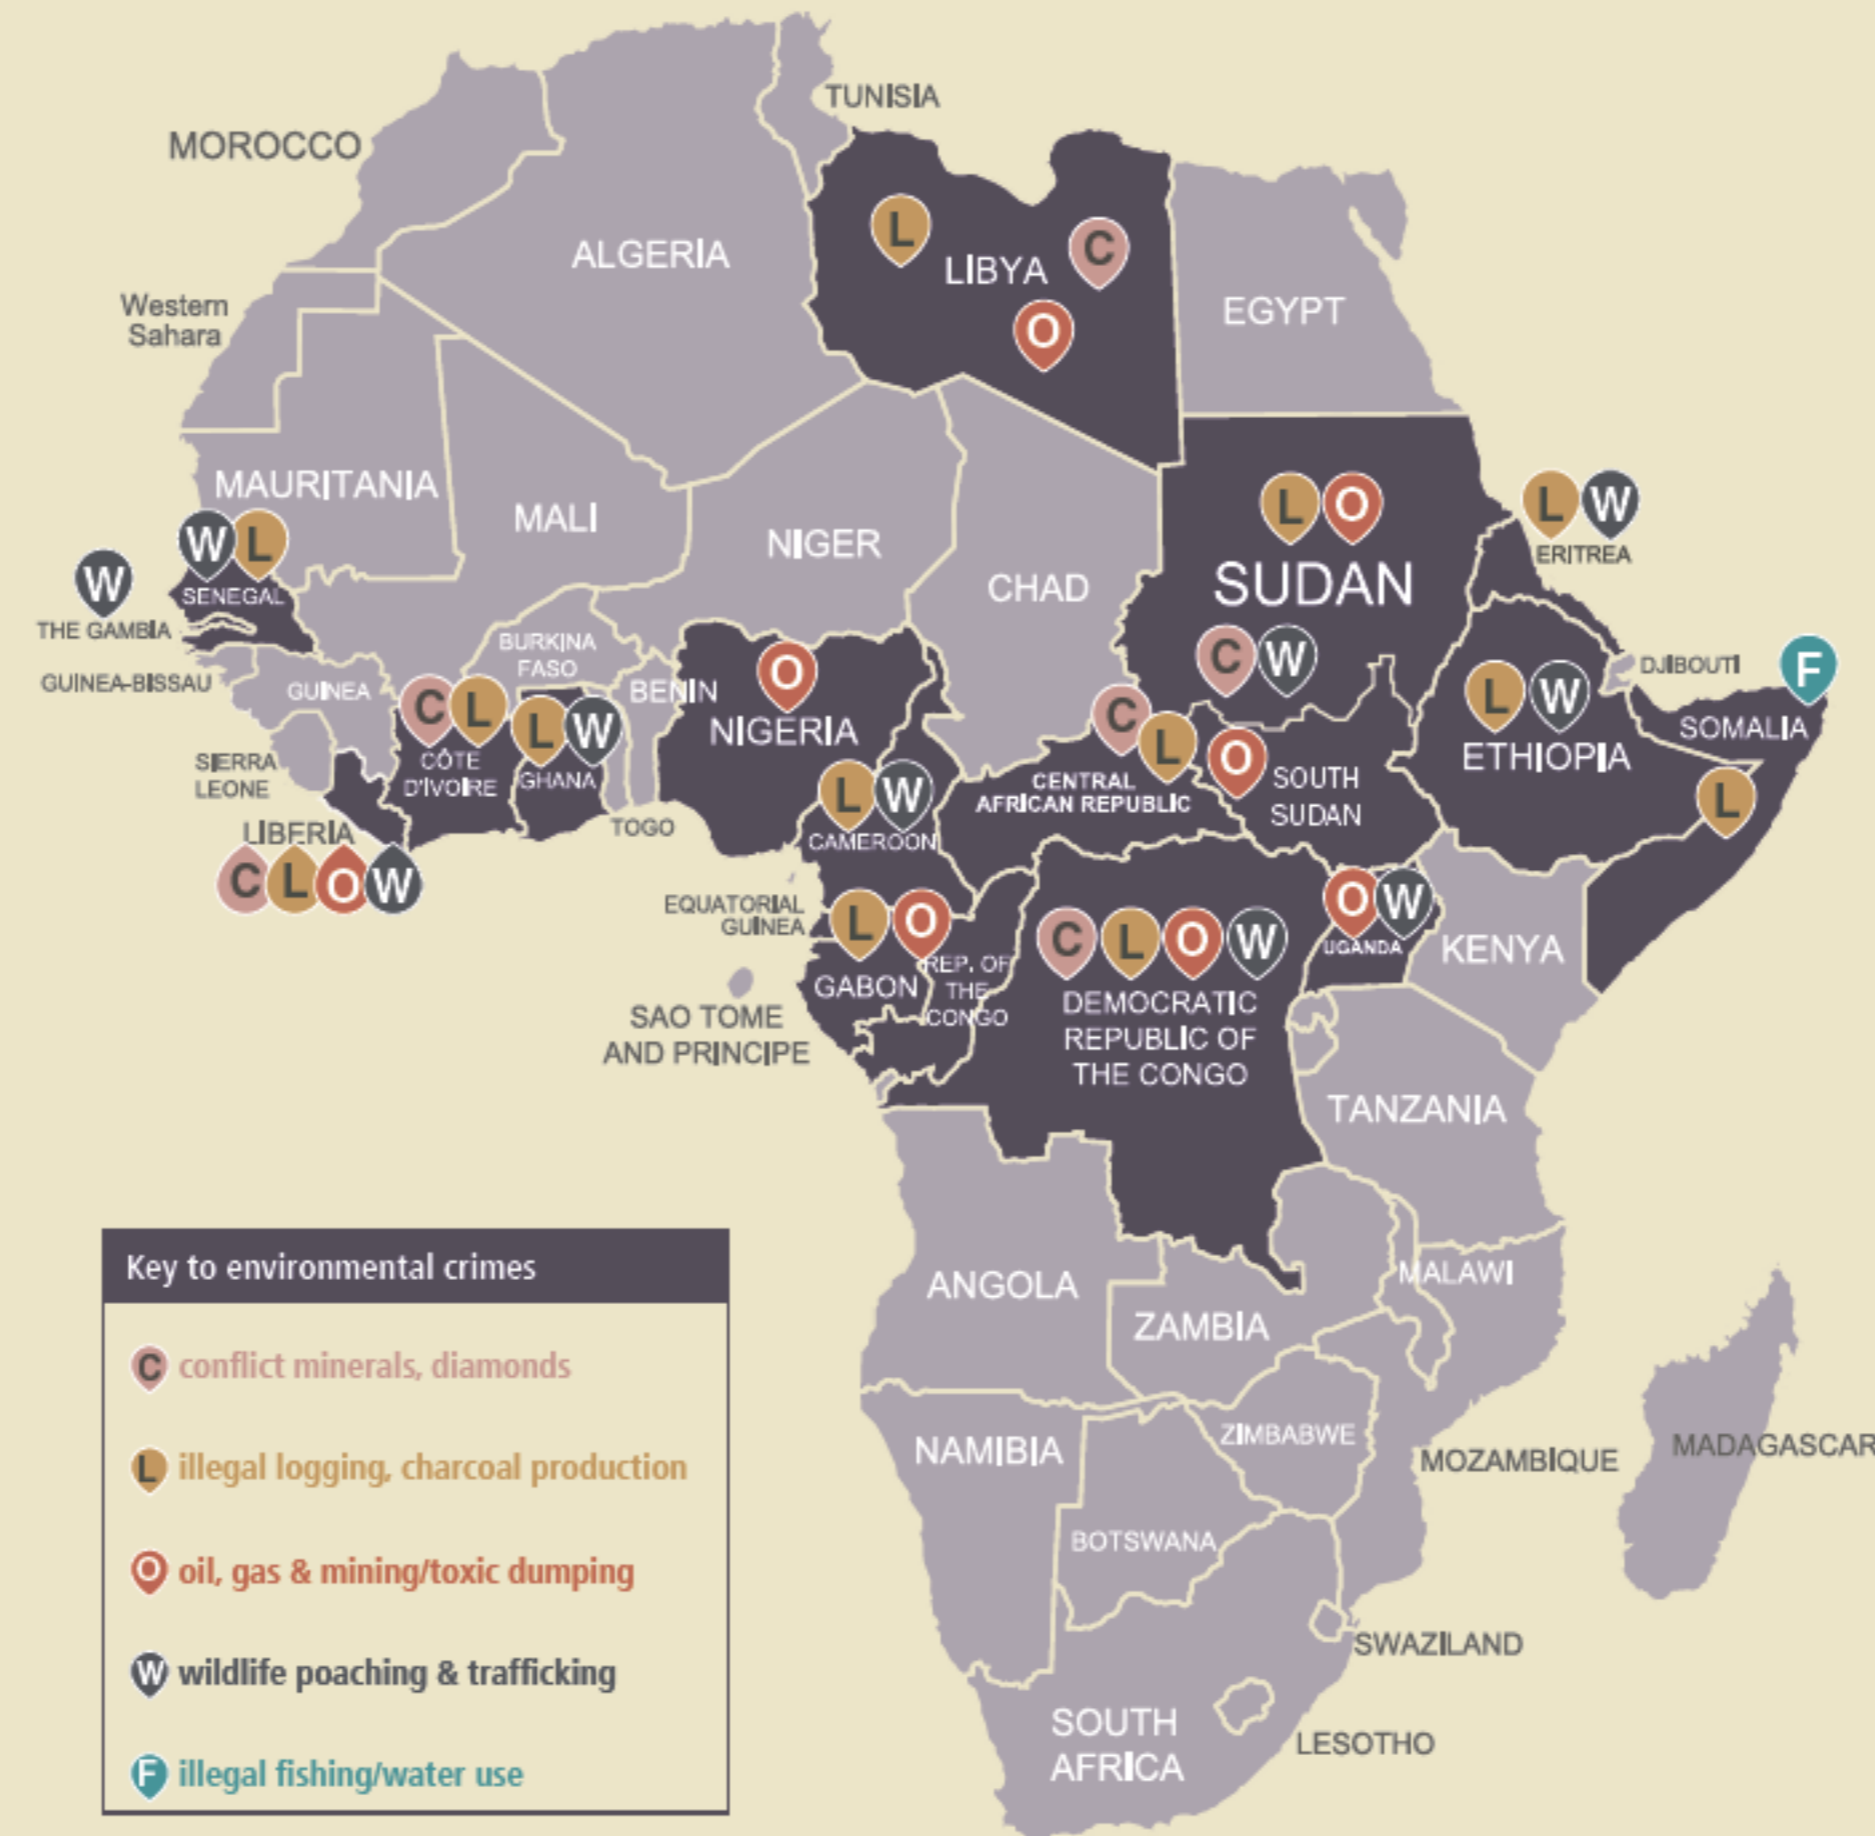 TUNISIA
MOROCCO
L
LIBYA
C
ALGERIA
O
EGYPT
Western
Sahara
MAURITANIA
MALI
NIGER
CHAD
L O
SUDAN
C W
L W
ERITREA
W L
SENEGAL
W
THE GAMBIA
GUINEA-BISSAU
GUINEA
BURKINA
FASO
BENIN
O
NIGERIA
C L
CÔTE
D'IVOIRE
L W
GHANA
SIERRA
LEONE
LIBERIA
C L O W
TOGO
L W
CAMEROON
C
L
CENTRAL
AFRICAN REPUBLIC
O
SOUTH
SUDAN
L W
ETHIOPIA
DJIBOUTI
F
SOMALIA
L
EQUATORIAL
GUINEA
L O
GABON
REP. OF
THE
CONGO
SAO TOME
AND PRINCIPE
C L O W
DEMOCRATIC
REPUBLIC OF
THE CONGO
O W
UGANDA
KENYA
TANZANIA
ANGOLA
ZAMBIA
MALAWI
NAMIBIA
ZIMBABWE
MOZAMBIQUE
MADAGASCAR
BOTSWANA
SWAZILAND
SOUTH
AFRICA
LESOTHO
Key to environmental crimes
C conflict minerals, diamonds
L illegal logging, charcoal production
O oil, gas & mining/toxic dumping
W wildlife poaching & trafficking
F illegal fishing/water use